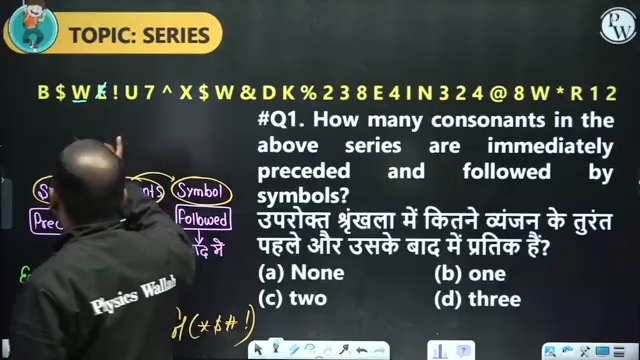 TOPIC: SERIES
PW
B $ W E ! U 7 ^ X $ W & D K % 2 3 8 E 4 I N 3 2 4 @ 8 W * R 1 2
#Q1. How many consonants in the
above series are immediately
preceded and followed by
symbols?
उपरोक्त श्रृंखला में कितने व्यंजन के तुरंत
पहले और उसके बाद में प्रतिक हैं?
(a) None (b) one
(c) two (d) three
Symbol
Followed
Physics Wallah
में (*$#!)